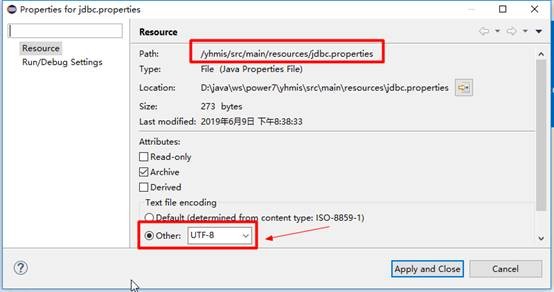 Properties for jdbc.properties
Resource
Run/Debug Settings
Resource
Path: /yhmis/src/main/resources/jdbc.properties
Type: File (Java Properties File)
Location: D:\java\ws\power7\yhmis\src\main\resources\jdbc.properties
Size: 273 bytes
Last modified: 2019年6月9日 下午8:38:33
Attributes:
Read-only
Archive
Derived
Text file encoding
Default (determined from content type: ISO-8859-1)
Other: UTF-8
Apply and Close
Cancel